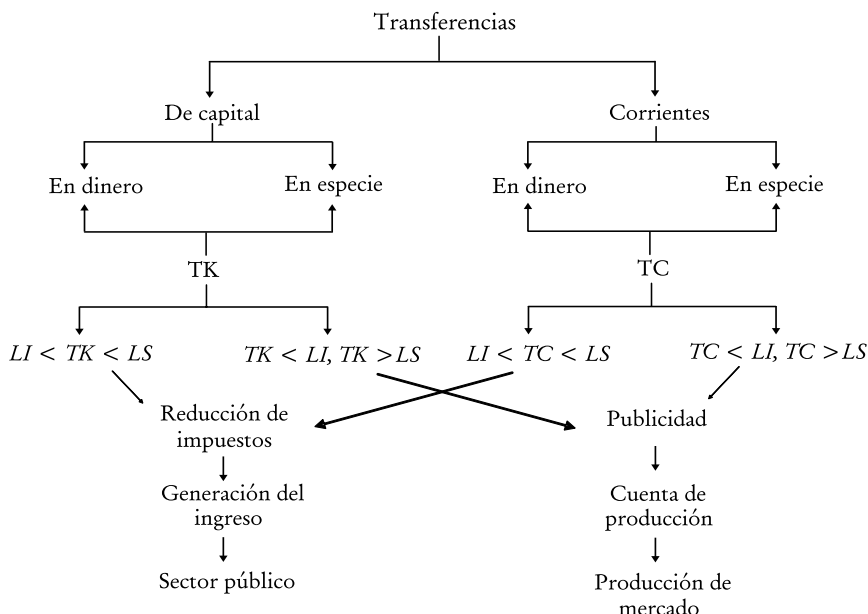 Transferencias
De capital
Corrientes
En dinero
En especie
En dinero
En especie
TK
TC
LI < TK < LS
TK < LI, TK >LS
LI < TC < LS
TC < LI, TC >LS
Reducción de
impuestos
Publicidad
Generación del
ingreso
Cuenta de
producción
Sector público
Producción de
mercado